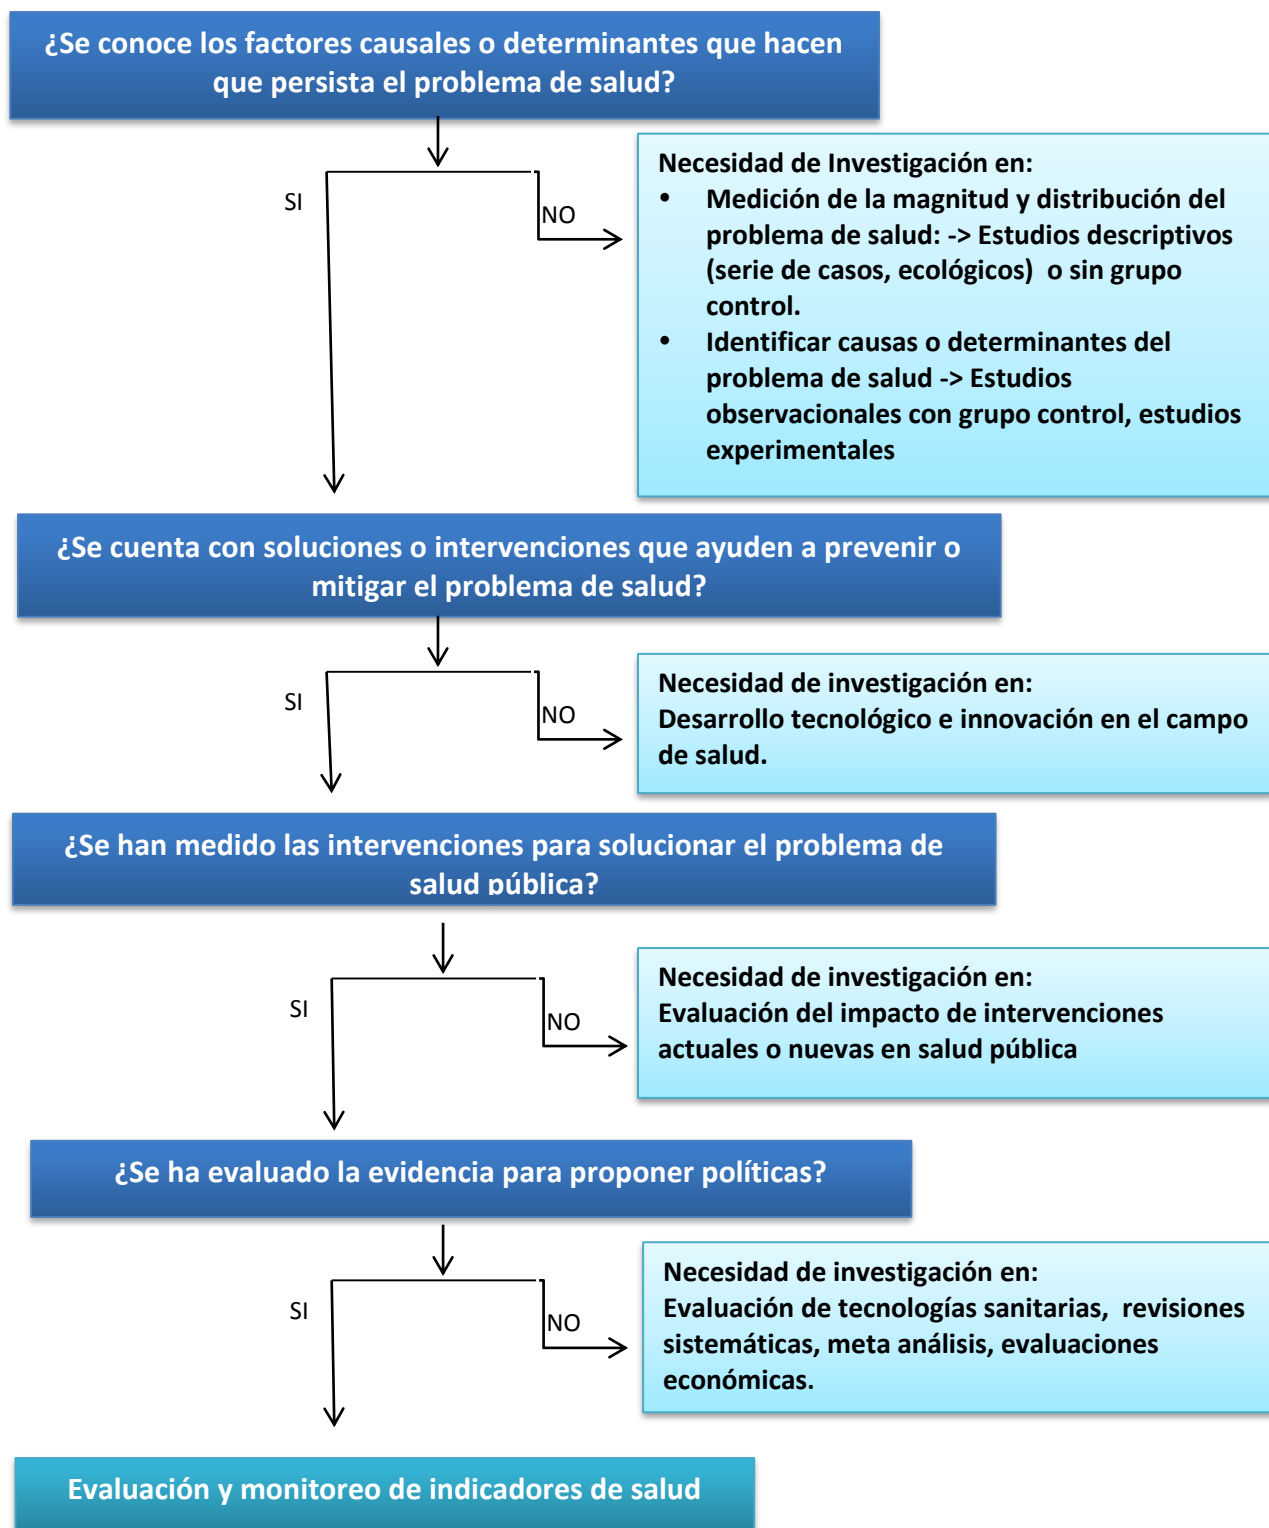 ¿Se conoce los factores causales o determinantes que hacen
que persista el problema de salud?
SI
NO
Necesidad de Investigación en:
• Medición de la magnitud y distribución del
problema de salud: -> Estudios descriptivos
(serie de casos, ecológicos) o sin grupo
control.
• Identificar causas o determinantes del
problema de salud -> Estudios
observacionales con grupo control, estudios
experimentales
¿Se cuenta con soluciones o intervenciones que ayuden a prevenir o
mitigar el problema de salud?
SI
NO
Necesidad de investigación en:
Desarrollo tecnológico e innovación en el campo
de salud.
¿Se han medido las intervenciones para solucionar el problema de
salud pública?
SI
NO
Necesidad de investigación en:
Evaluación del impacto de intervenciones
actuales o nuevas en salud pública
¿Se ha evaluado la evidencia para proponer políticas?
SI
NO
Necesidad de investigación en:
Evaluación de tecnologías sanitarias, revisiones
sistemáticas, meta análisis, evaluaciones
económicas.
Evaluación y monitoreo de indicadores de salud